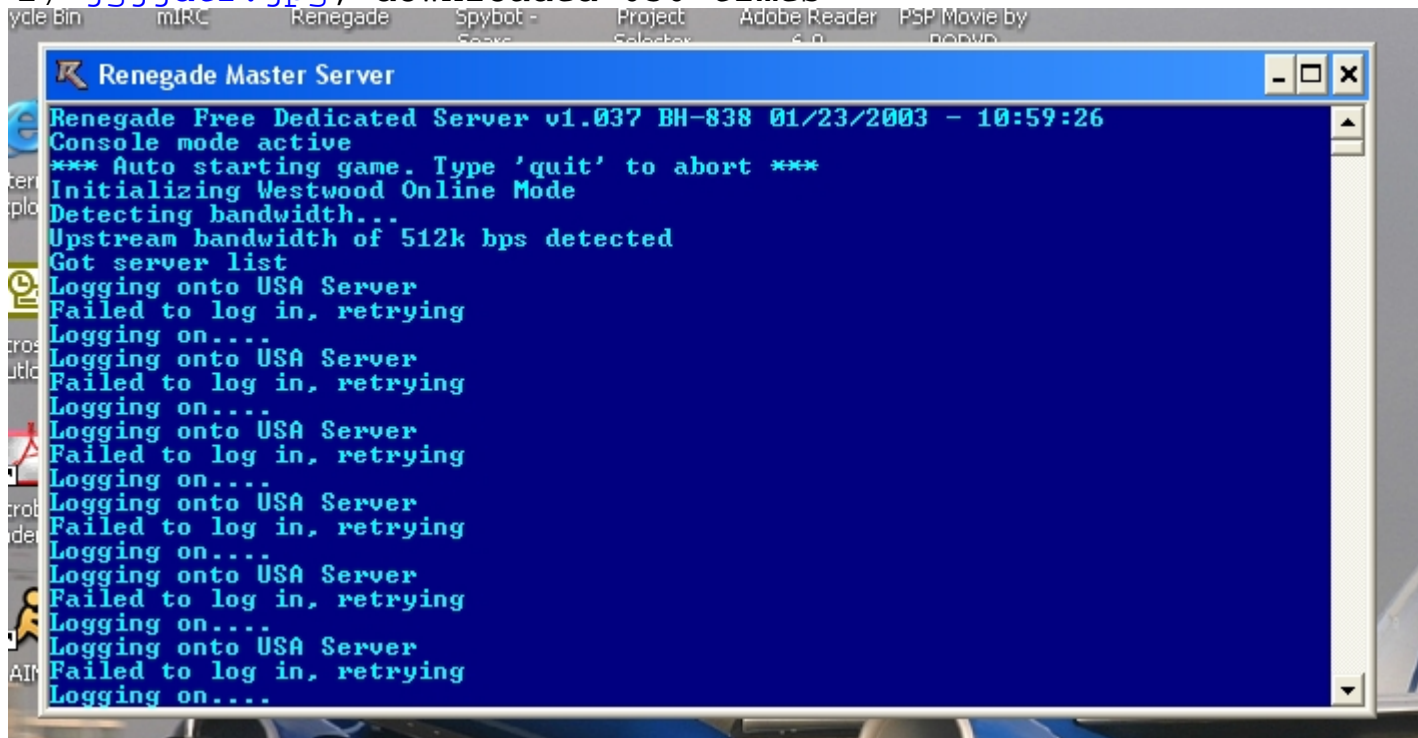 downloaded
ycle Bin mIRC Renegade Spybot - Project Adobe Reader PSP Movie by
Renegade Master Server
Renegade Free Dedicated Server v1.037 BH-838 01/23/2003 - 10:59:26
Console mode active
*** Auto starting game. Type 'quit' to abort ***
Initializing Westwood Online Mode
Detecting bandwidth...
Upstream bandwidth of 512k bps detected
Got server list
Logging onto USA Server
Failed to log in, retrying
Logging on....
Logging onto USA Server
Failed to log in, retrying
Logging on....
Logging onto USA Server
Failed to log in, retrying
Logging on....
Logging onto USA Server
Failed to log in, retrying
Logging on....
Logging onto USA Server
Failed to log in, retrying
Logging on....
Logging onto USA Server
Failed to log in, retrying
Logging on....